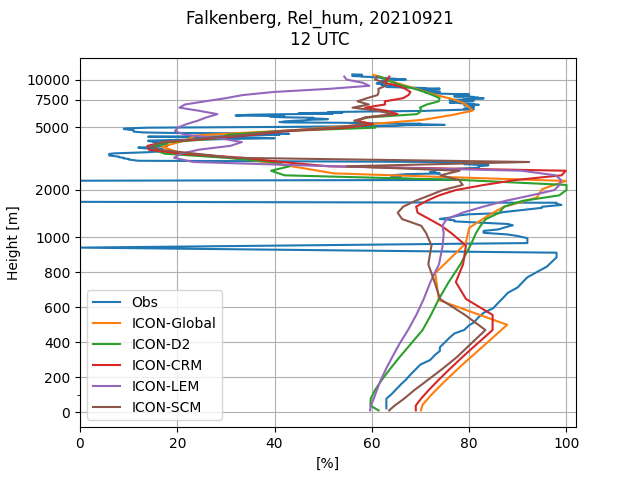 Falkenberg, Rel_hum, 20210921
12 UTC
10000
7500
5000
2000
1000
800
600
400
200
0
Height [m]
Obs
ICON-Global
ICON-D2
ICON-CRM
ICON-LEM
ICON-SCM
0
20
40
60
80
100
[%]